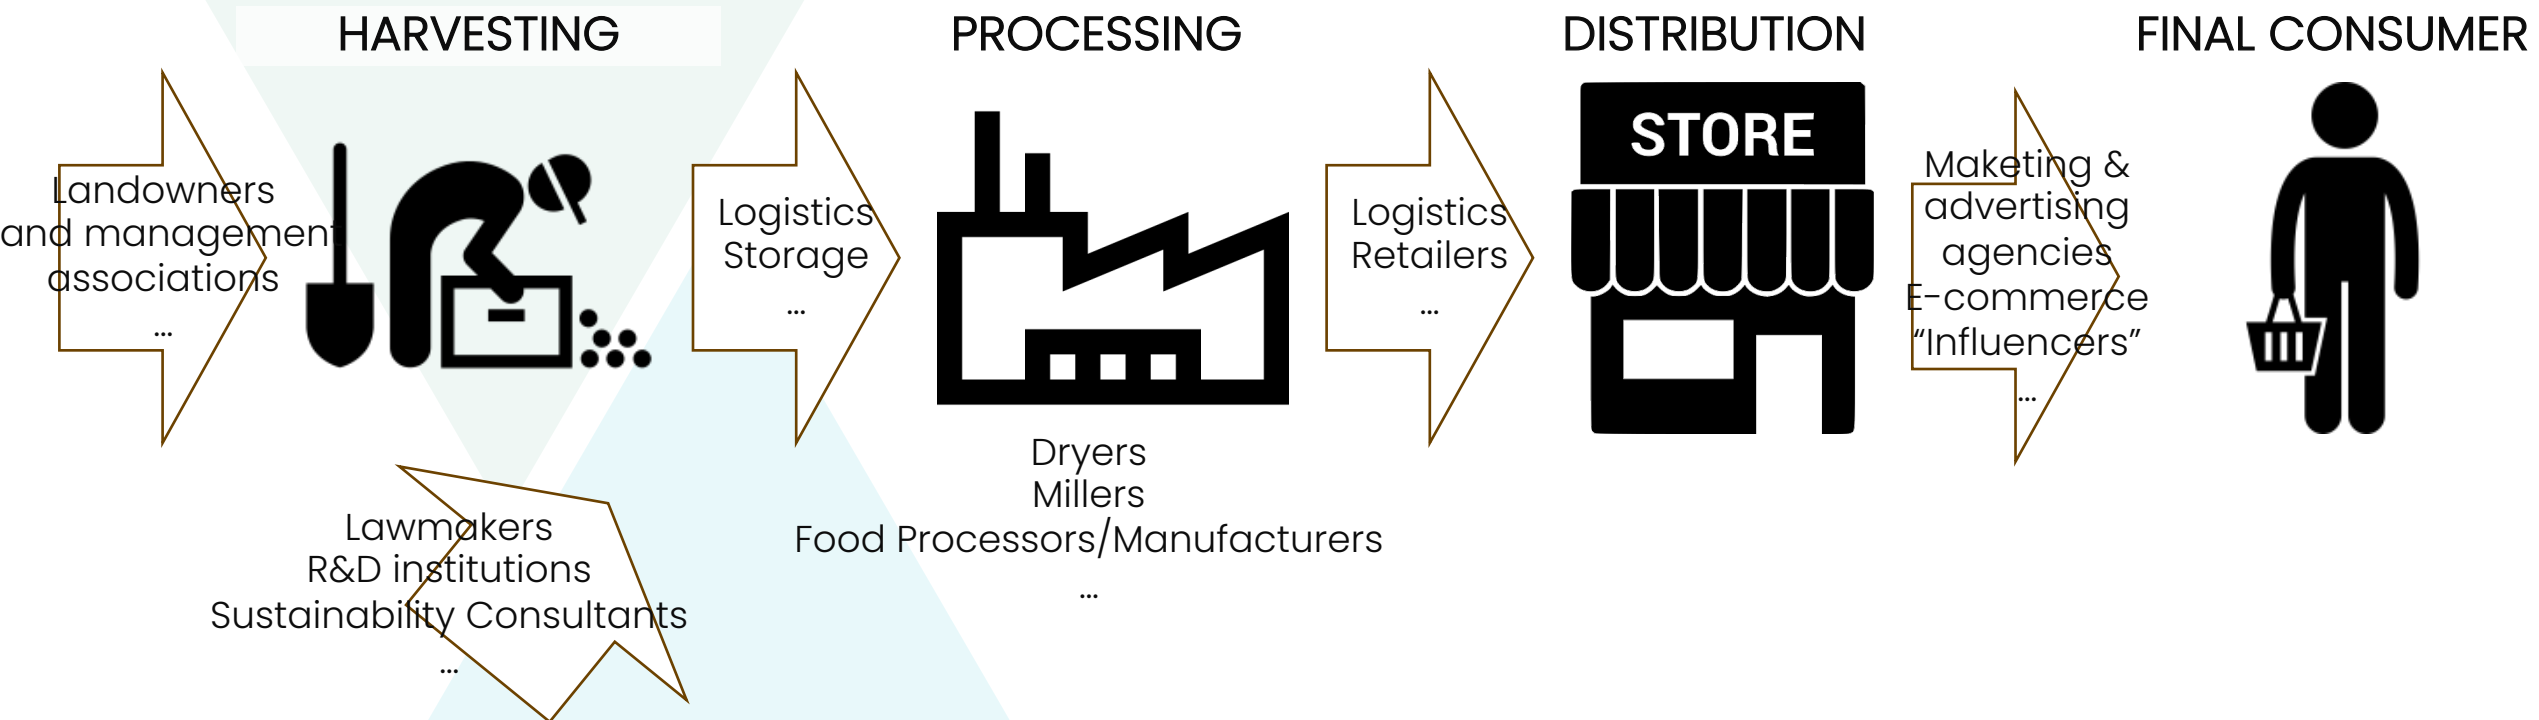 HARVESTING
PROCESSING
DISTRIBUTION
FINAL CONSUMER
Landowners
and management
associations
...
Logistics
Storage
...
Logistics
Retailers
...
STORE
Maketing &
advertising
agencies
E-commerce
“Influencers”
...
Lawmakers
R&D institutions
Sustainability Consultants
...
Dryers
Millers
Food Processors/Manufacturers
...